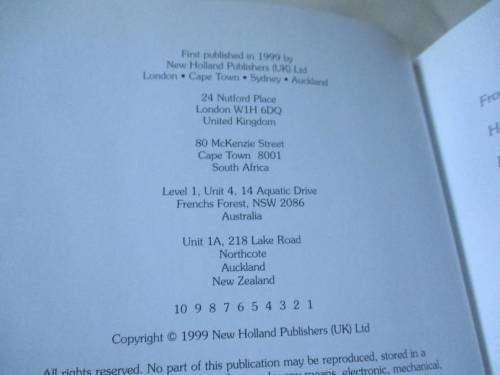 First published in 1999 by
New Holland Publishers (UK) Ltd
London • Cape Town • Sydney • Auckland
24 Nutford Place
London W1H 6DQ
United Kingdom
80 McKenzie Street
Cape Town 8001
South Africa
Level 1, Unit 4, 14 Aquatic Drive
Frenchs Forest, NSW 2086
Australia
Unit 1A, 218 Lake Road
Northcote
Auckland
New Zealand
10 9 8 7 6 5 4 3 2 1
Copyright © 1999 New Holland Publishers (UK) Ltd
All rights reserved. No part of this publication may be reproduced, stored in a
any means, electronic, mechanical,